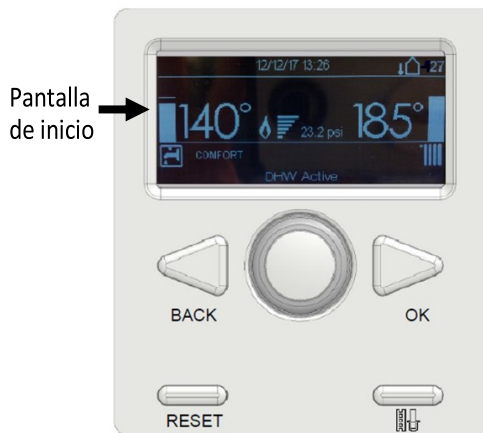 12/12/17 13:26
-27
Pantalla
de inicio
140°
23.2 psi
185°
COMFORT
DHW Active
BACK
OK
RESET